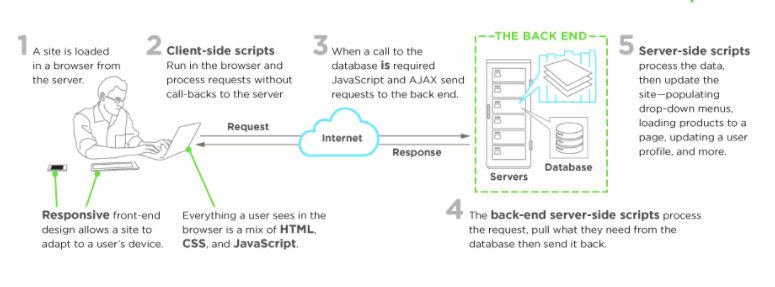 1 A site is loaded
in a browser from
the server.
2 Client-side scripts
Run in the browser and
process requests without
call-backs to the server
3 When a call to the
database is required
JavaScript and AJAX send
requests to the back end.
THE BACK END
5 Server-side scripts
process the data,
then update the
site—populating
drop-down menus,
loading products to a
page, updating a user
profile, and more.
Request
Internet
Response
Servers
Database
Responsive front-end
design allows a site to
adapt to a user's device.
Everything a user sees in the
browser is a mix of HTML,
CSS, and JavaScript.
4 The back-end server-side scripts process
the request, pull what they need from the
database then send it back.